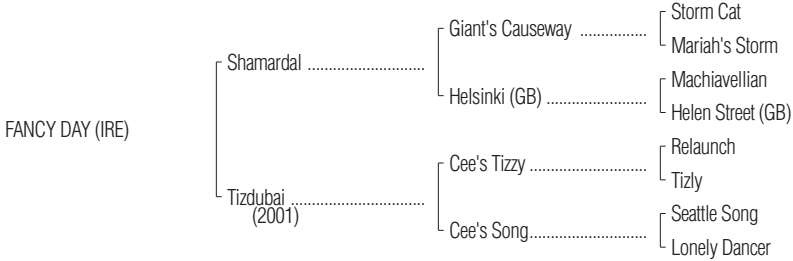 Storm Cat
Giant's Causeway ................
Mariah's Storm
Shamardal ............................
Machiavellian
Helsinki (GB) ........................
Helen Street (GB)
FANCY DAY (IRE)
Relaunch
Cee's Tizzy ............................
Tizly
Tizdubai ................................
(2001)
Seattle Song
Cee's Song............................
Lonely Dancer